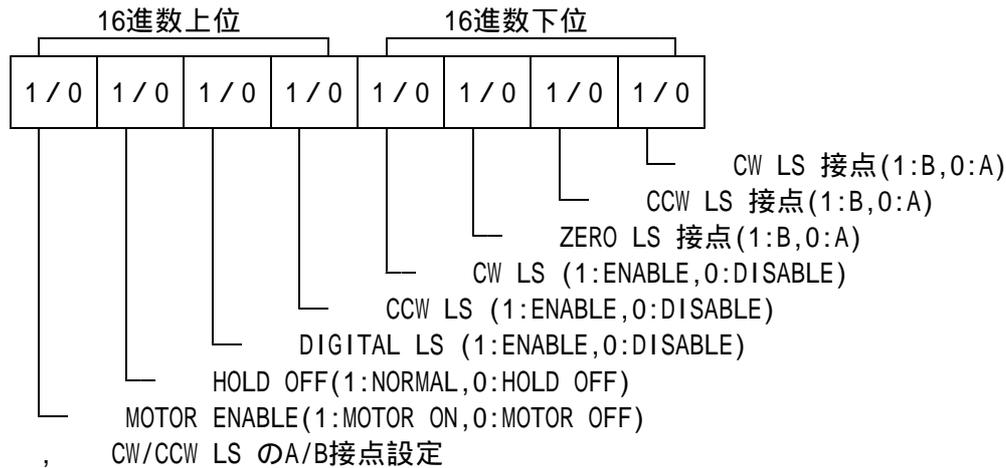 16進数上位 16進数下位
1/0 1/0 1/0 1/0 1/0 1/0 1/0 1/0
CW LS 接点(1:B,0:A)
CCW LS 接点(1:B,0:A)
ZERO LS 接点(1:B,0:A)
CW LS (1:ENABLE,0:DISABLE)
CCW LS (1:ENABLE,0:DISABLE)
DIGITAL LS (1:ENABLE,0:DISABLE)
HOLD OFF(1:NORMAL,0:HOLD OFF)
MOTOR ENABLE(1:MOTOR ON,0:MOTOR OFF)
, CW/CCW LS のA/B接点設定